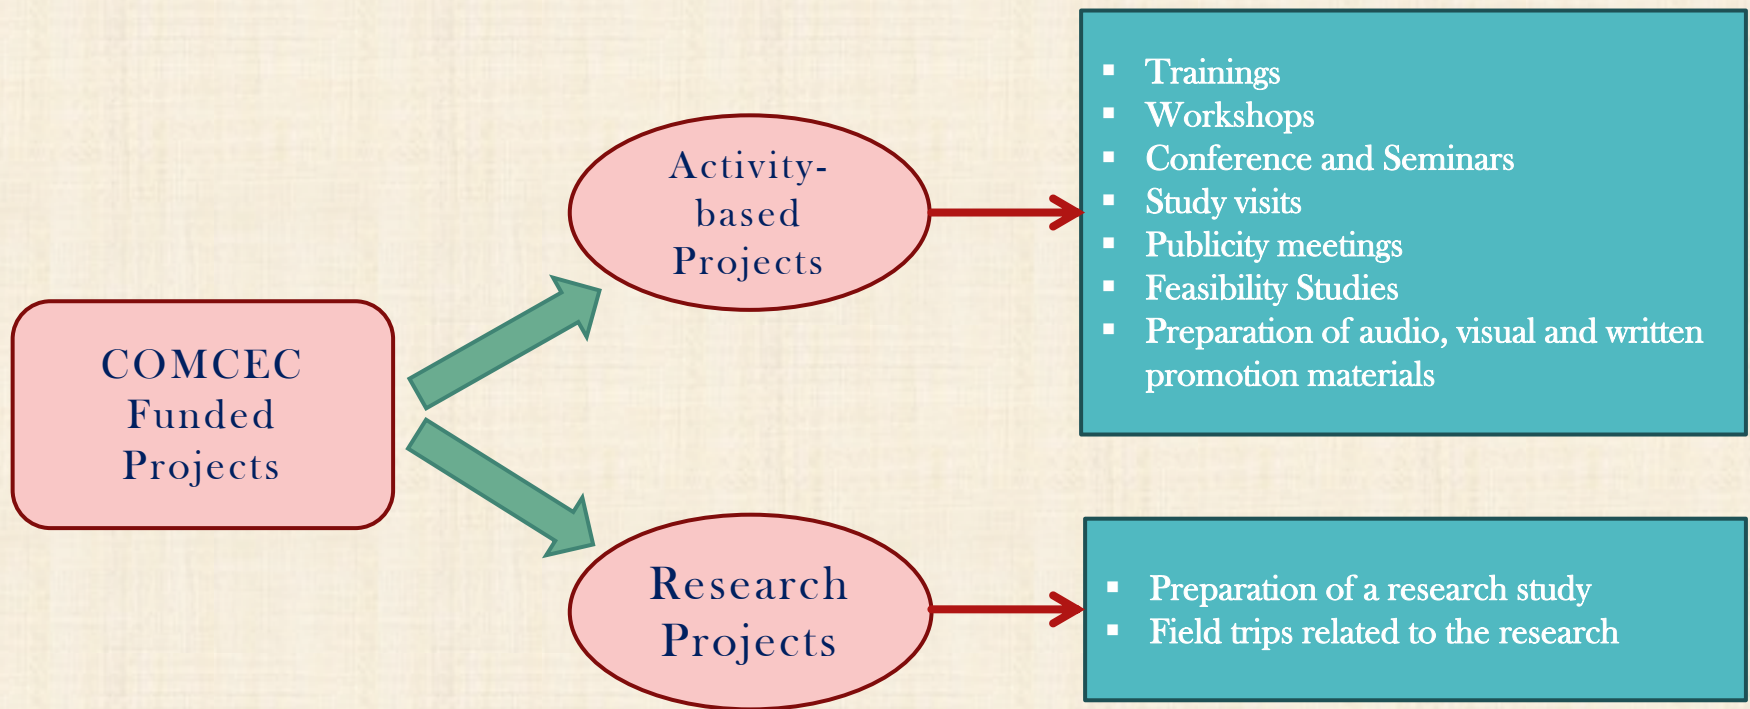 COMCEC
Funded
Projects
Activity-
based
Projects
▪ Trainings
▪ Workshops
▪ Conference and Seminars
▪ Study visits
▪ Publicity meetings
▪ Feasibility Studies
▪ Preparation of audio, visual and written
promotion materials
Research
Projects
▪ Preparation of a research study
▪ Field trips related to the research